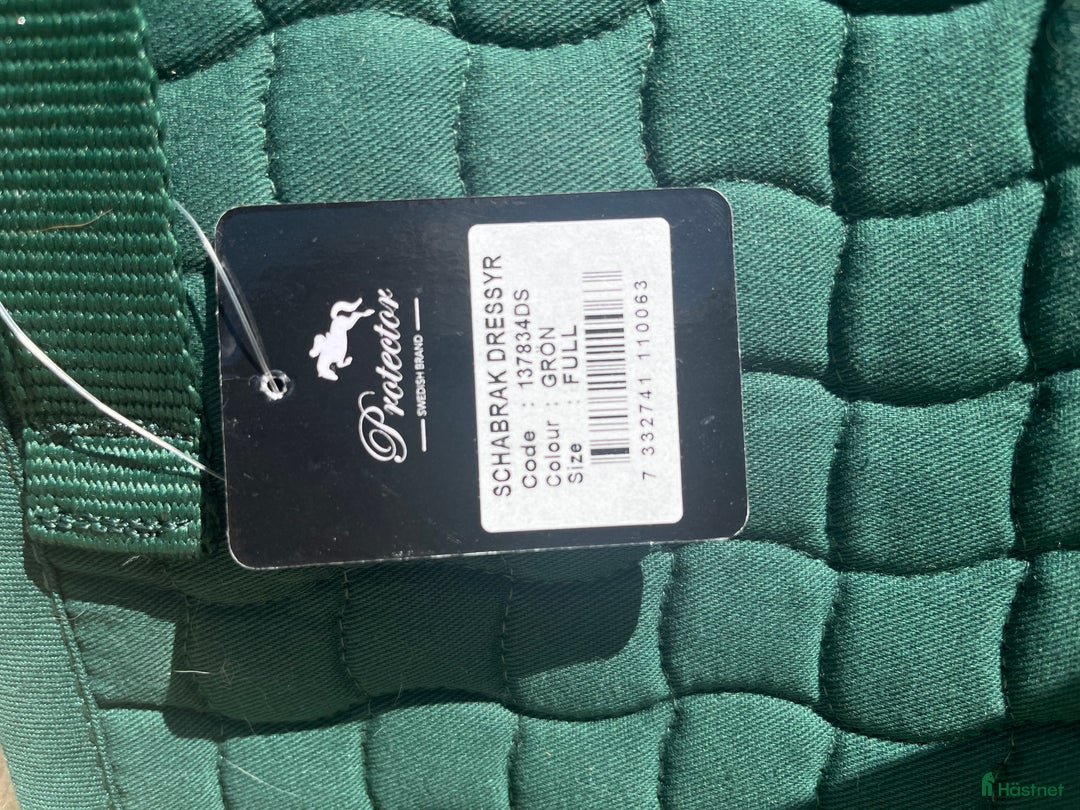 Protector
SWEDISH BRAND
SCHABRAK DRESSYR
Code : 137834DS
Colour : GRÖN
Size : FULL
7 332741 110063
Hästnet